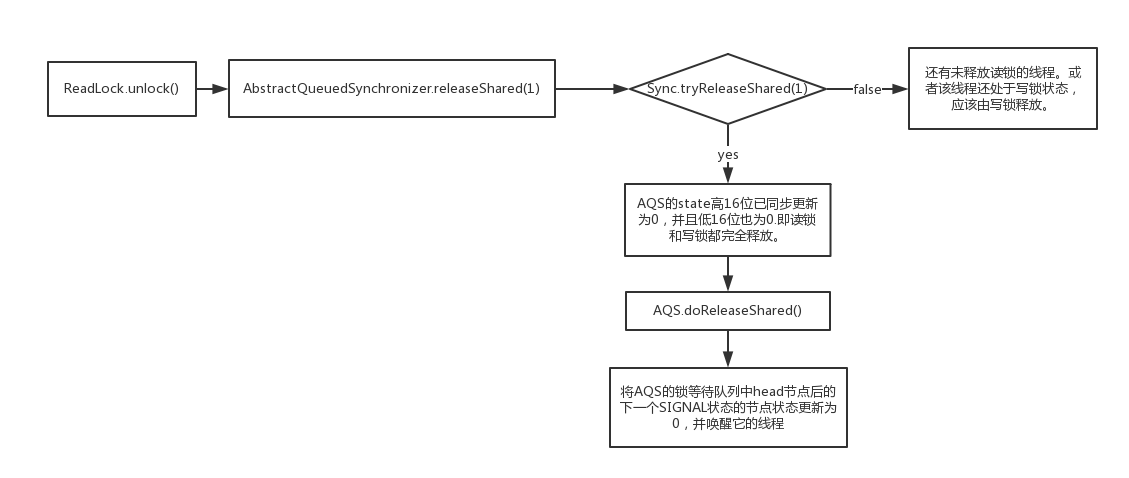 ReadLock.unlock()
AbstractQueuedSynchronizer.releaseShared(1)
Sync.tryReleaseShared(1)
false
还有未释放读锁的线程。或
者该线程还处于写锁状态，
应该由写锁释放。
yes
AQS的state高16位已同步更新
为0，并且低16位也为0.即读锁
和写锁都完全释放。
AQS.doReleaseShared()
将AQS的锁等待队列中head节点后的
下一个SIGNAL状态的节点状态更新为
0，并唤醒它的线程